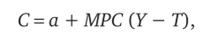 C = a + MPC (Y – T),